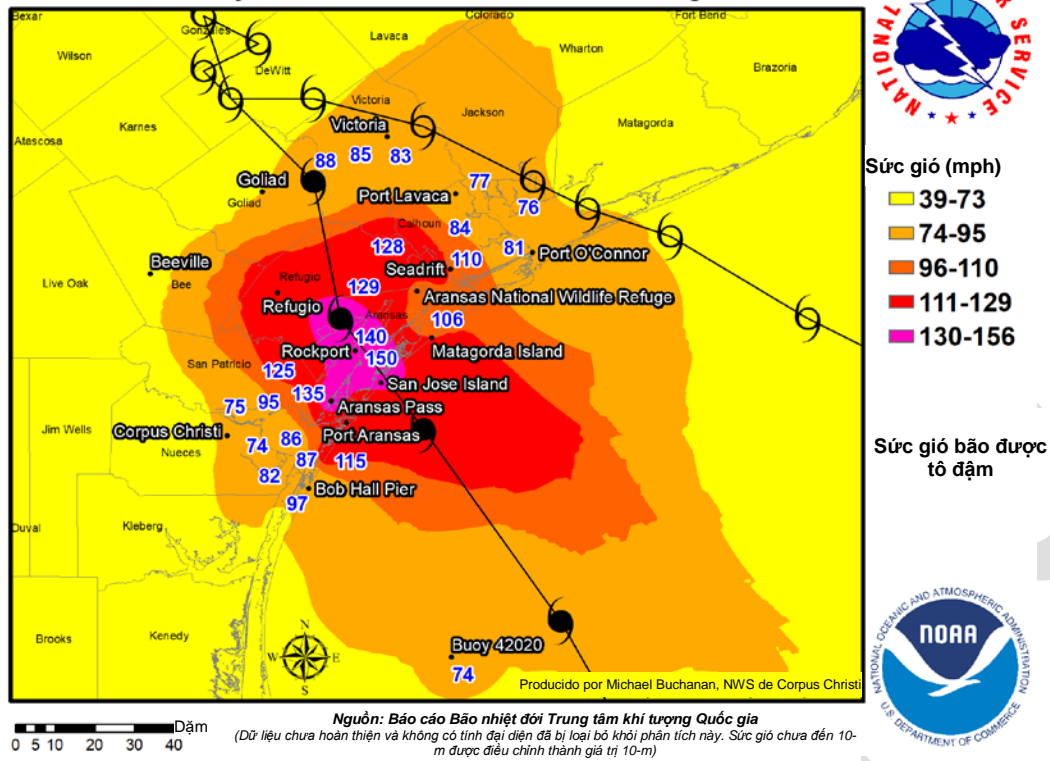 Bexar
Gonzales
Colorado
Fort Bend
Lavaca
Wilson
Wharton
DeWitt
Brazoria
Victoria
Jackson
Karnes
Victoria
Matagorda
Atascosa
88 85 83
Goliad
77
Port Lavaca
Goliad
76
Calhoun
84
128
81
Port O'Connor
Beeville
Seadrift
110
Bee
Live Oak
Refugio
129
Aransas National Wildlife Refuge
Refugio
Aransas
106
140
Rockport
150
Matagorda Island
San Patricio
125
San Jose Island
135
95
75
Aransas Pass
Jim Wells
Corpus Christi
86
Port Aransas
74
Nueces
87
115
82
Bob Hall Pier
97
Duval
Kleberg
N
Brooks
Kenedy
W
E
S
Buoy 42020
74
Producido por Michael Buchanan, NWS de Corpus Christi
NATIONAL
R SERVICE
Sức gió (mph)
39-73
74-95
96-110
111-129
130-156
Sức gió bão được
tô đậm
NATIONAL OCEANIC AND ATMOSPHERIC ADMINISTRATION
NOAA
U.S. DEPARTMENT OF COMMERCE
Dặm
0 5 10 20 30 40
Nguồn: Báo cáo Bão nhiệt đới Trung tâm khí tượng Quốc gia
(Dữ liệu chưa hoàn thiện và không có tính đại diện đã bị loại bỏ khỏi phân tích này. Sức gió chưa đến 10-
m được điều chỉnh thành giá trị 10-m)